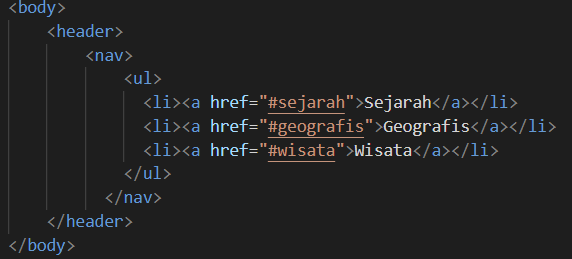 <body>
<header>
<nav>
<ul>
<li><a href="#sejarah">Sejarah</a></li>
<li><a href="#geografis">Geografis</a></li>
<li><a href="#wisata">Wisata</a></li>
</ul>
</nav>
</header>
</body>